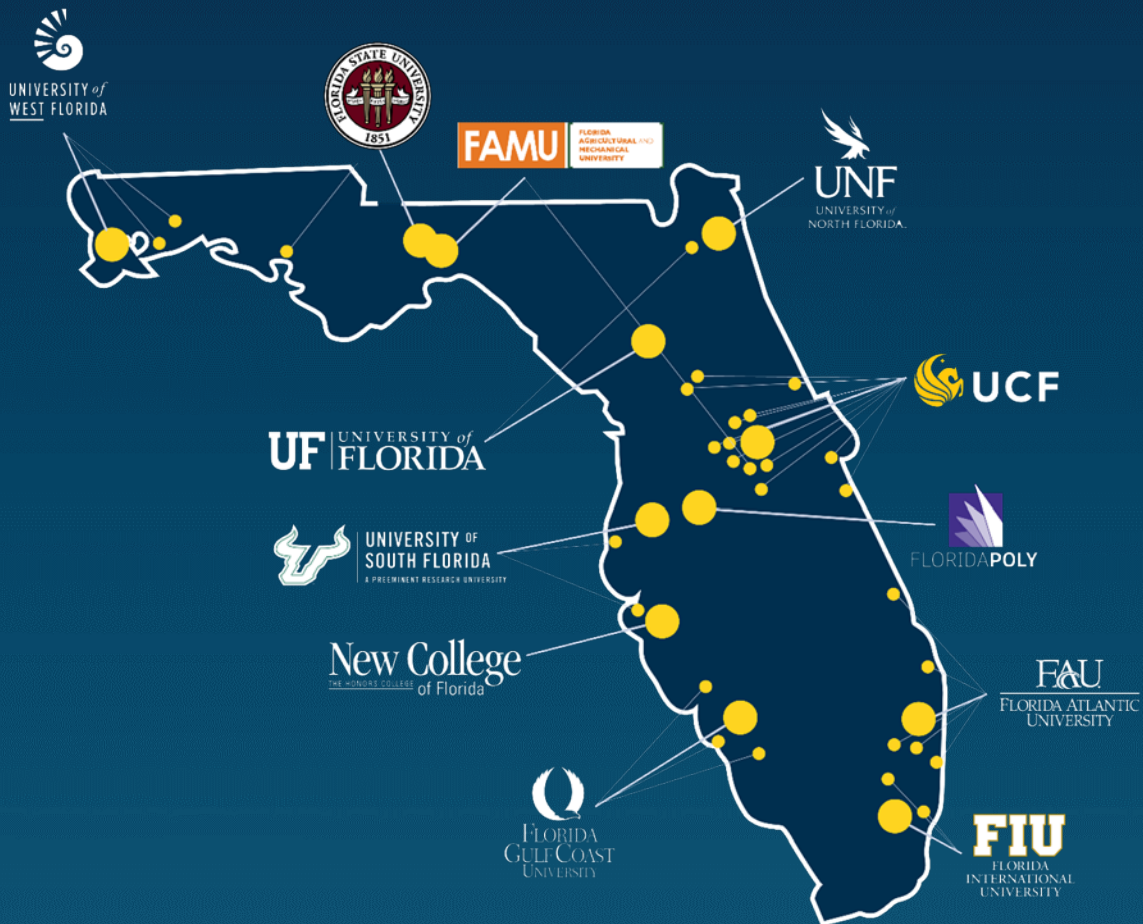 UNIVERSITY of
WEST FLORIDA
FLORIDA STATE UNIVERSITY
1851
FAMU
FLORIDA
AGRICULTURAL AND
MECHANICAL
UNIVERSITY
UNF
UNIVERSITY of
NORTH FLORIDA.
UCF
UF
UNIVERSITY of
FLORIDA
UNIVERSITY OF
SOUTH FLORIDA
A PREEMINENT RESEARCH UNIVERSITY
FLORIDAPOLY
New College
THE HONORS COLLEGE
of Florida
FAU
FLORIDA ATLANTIC
UNIVERSITY
FLORIDA
GULF COAST
UNIVERSITY
FIU
FLORIDA
INTERNATIONAL
UNIVERSITY